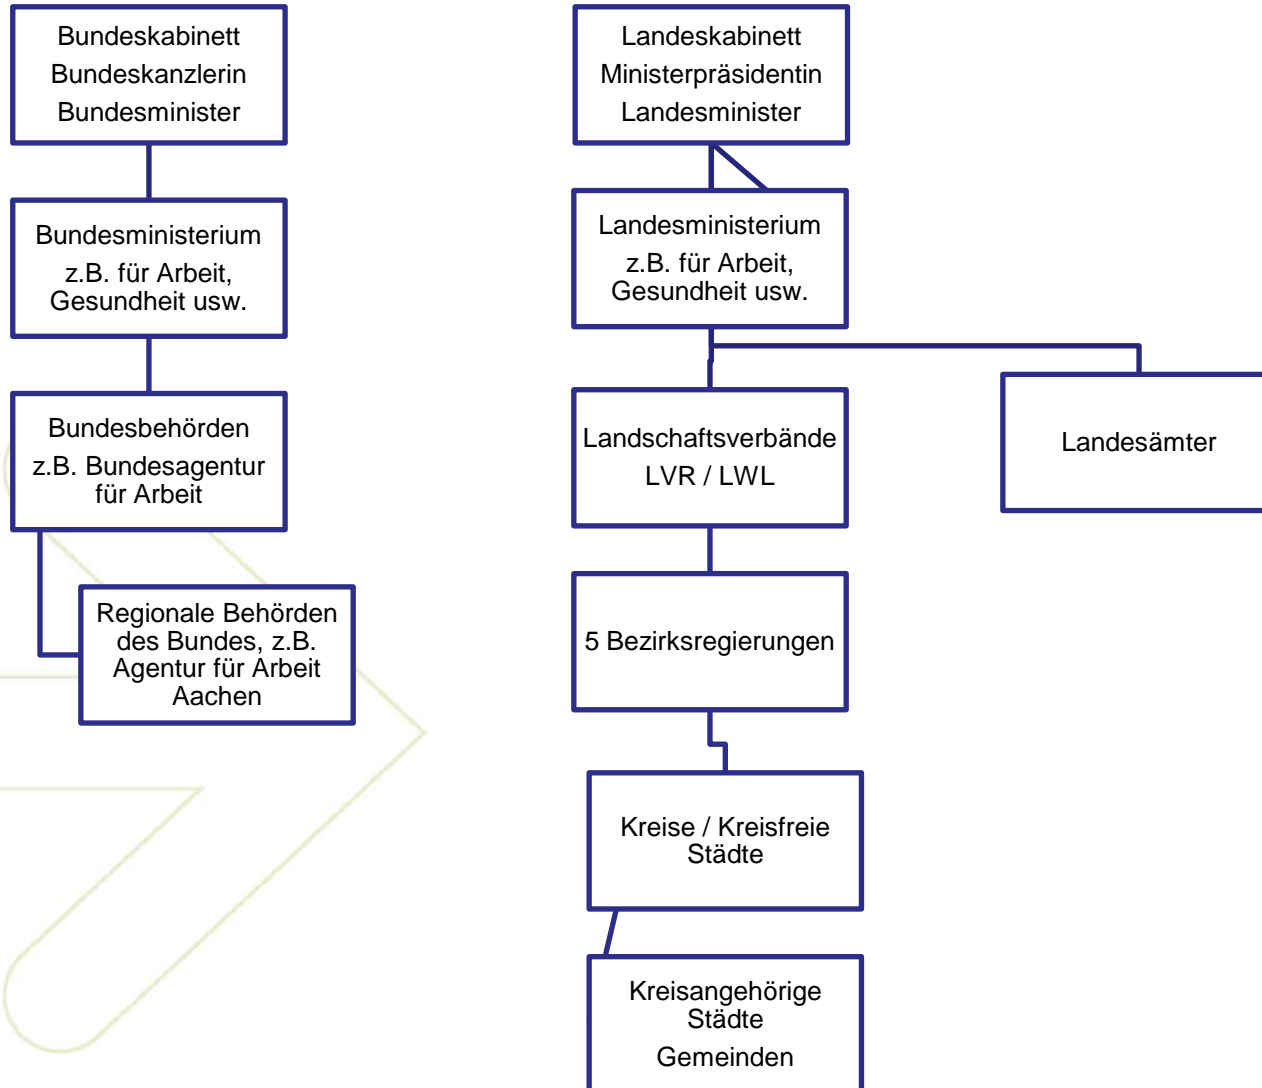 Bundeskabinett
Bundeskanzlerin
Bundesminister
Bundesministerium
z.B. für Arbeit,
Gesundheit usw.
Bundesbehörden
z.B. Bundesagentur
für Arbeit
Regionale Behörden
des Bundes, z.B.
Agentur für Arbeit
Aachen
Landeskabinett
Ministerpräsidentin
Landesminister
Landesministerium
z.B. für Arbeit,
Gesundheit usw.
Landschaftsverbände
LVR / LWL
Landesämter
5 Bezirksregierungen
Kreise / Kreisfreie
Städte
Kreisangehörige
Städte
Gemeinden